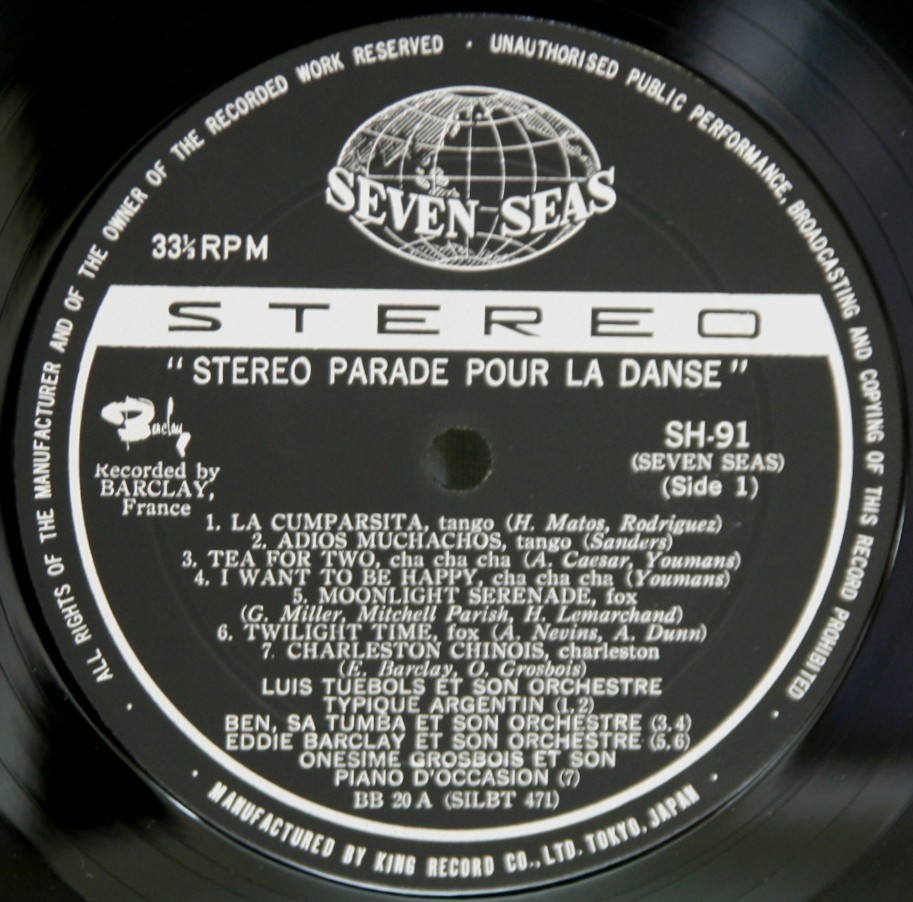 ALL RIGHTS OF THE MANUFACTURER AND OF THE OWNER OF THE RECORDED WORK RESERVED · UNAUTHORISED PUBLIC PERFORMANCE, BROADCASTING AND COPYING OF THIS RECORD PROHIBITED
SEVEN SEAS
33⅓ RPM
STEREO
"STEREO PARADE POUR LA DANSE"
Barclay
Recorded by
BARCLAY,
France
SH-91
(SEVEN SEAS)
(Side 1)
1. LA CUMPARSITA, tango (H. Matos, Rodriguez)
2. ADIOS MUCHACHOS, tango (Sanders)
3. TEA FOR TWO, cha cha cha (A. Caesar, Youmans)
4. I WANT TO BE HAPPY, cha cha cha (Youmans)
5. MOONLIGHT SERENADE, fox
(G. Miller, Mitchell Parish, H. Lemarchand)
6. TWILIGHT TIME, fox (A. Nevins, A. Dunn)
7. CHARLESTON CHINOIS, charleston
(E. Barclay, O. Grosbois)
LUIS TUEBOLS ET SON ORCHESTRE
TYPIQUE ARGENTIN (1, 2)
BEN, SA TUMBA ET SON ORCHESTRE (3, 4)
EDDIE BARCLAY ET SON ORCHESTRE (5, 6)
ONESIME GROSBOIS ET SON
PIANO D'OCCASION (7)
BB 20 A (SILBT 471)
· MANUFACTURED BY KING RECORD CO., LTD. TOKYO, JAPAN ·